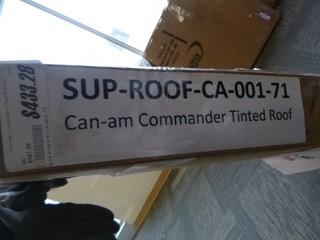 SUP-ROOF-CA-001-71
Can-am Commander Tinted Roof
$433.28